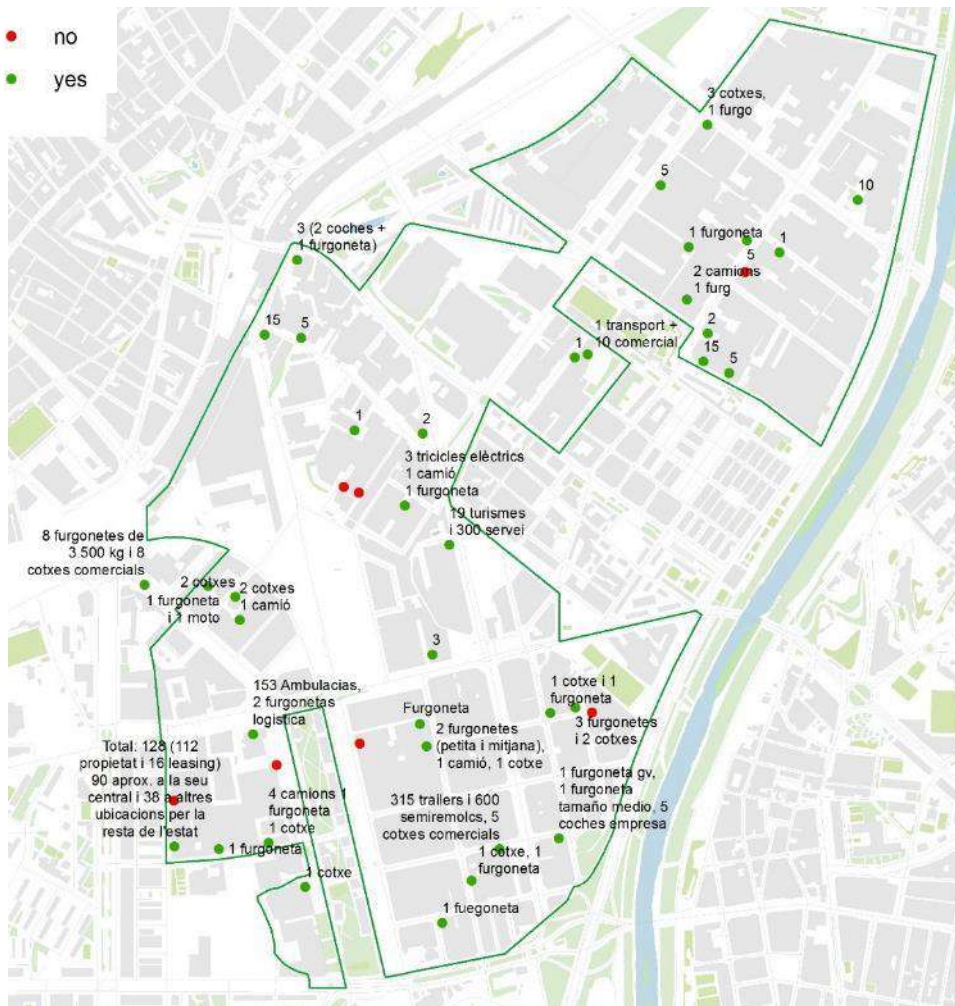 no
yes
3 cotxes,
1 furgo
5
10
1 furgoneta
1
5
2 camions
1 furg
2
15
5
3 (2 coches +
1 furgoneta)
15
5
1 transport +
10 comercial
1
1
2
3 tricicles elèctrics
1 camió
1 furgoneta
19 turismes
i 300 servei
8 furgonetes de
3.500 kg i 8
cotxes comercials
2 cotxes
1 furgoneta
i 1 moto
2 cotxes
1 camió
3
153 Ambulacias,
2 furgonetas
logistica
Furgoneta
2 furgonetes
(petita i mitjana),
1 camió, 1 cotxe
1 cotxe i 1
furgoneta
3 furgonetes
i 2 cotxes
Total: 128 (112
propietat i 16 leasing)
90 aprox. a la seu
central i 38 a altres
ubicacions per la
resta de l'estat
4 camions 1
furgoneta
1 cotxe
1 furgoneta
1 cotxe
315 trallers i 600
semiremolcs, 5
cotxes comercials
1 furgoneta gv,
1 furgoneta
tamaño medio, 5
coches empresa
1 cotxe, 1
furgoneta
1 fuegoneta